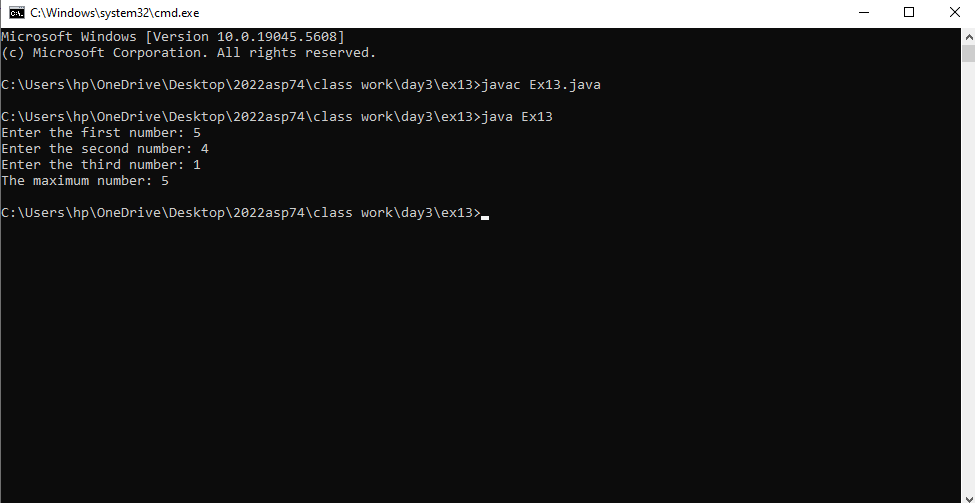 C:\Windows\system32\cmd.exe
Microsoft Windows [Version 10.0.19045.5608]
(c) Microsoft Corporation. All rights reserved.
C:\Users\hp\OneDrive\Desktop\2022asp74\class work\day3\ex13>javac Ex13.java
C:\Users\hp\OneDrive\Desktop\2022asp74\class work\day3\ex13>java Ex13
Enter the first number: 5
Enter the second number: 4
Enter the third number: 1
The maximum number: 5
C:\Users\hp\OneDrive\Desktop\2022asp74\class work\day3\ex13>